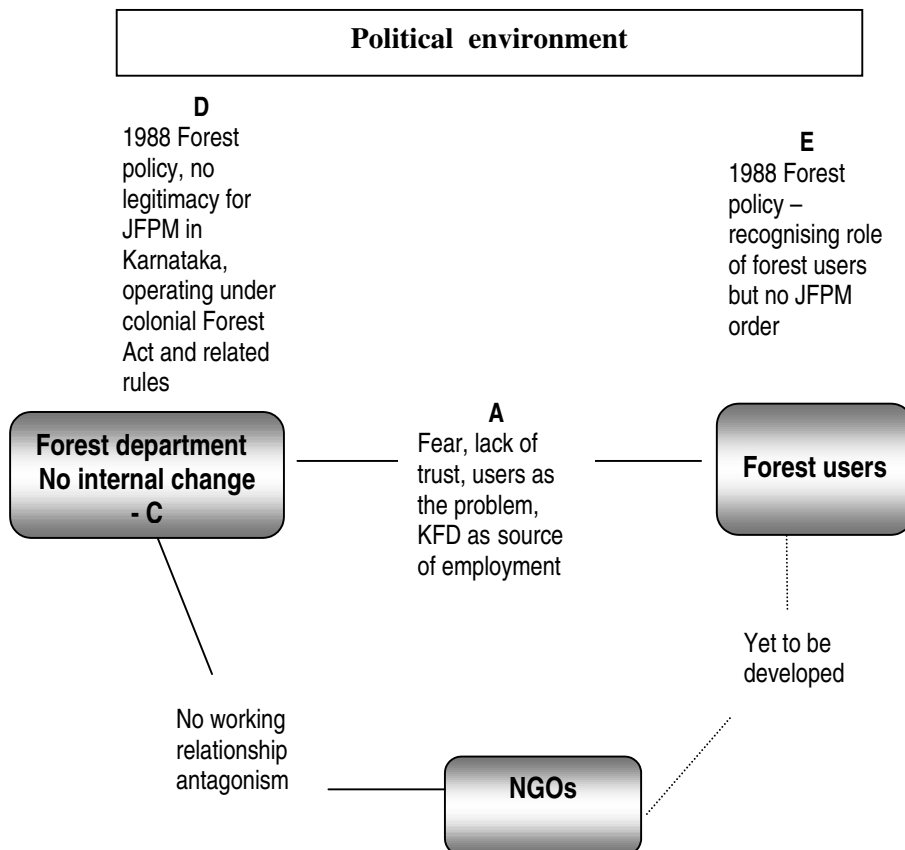 Political environment
D
1988 Forest
policy, no
legitimacy for
JFPM in
Karnataka,
operating under
colonial Forest
Act and related
rules
E
1988 Forest
policy –
recognising role
of forest users
but no JFPM
order
Forest department
No internal change
- C
A
Fear, lack of
trust, users as
the problem,
KFD as source
of employment
Forest users
No working
relationship
antagonism
Yet to be
developed
NGOs